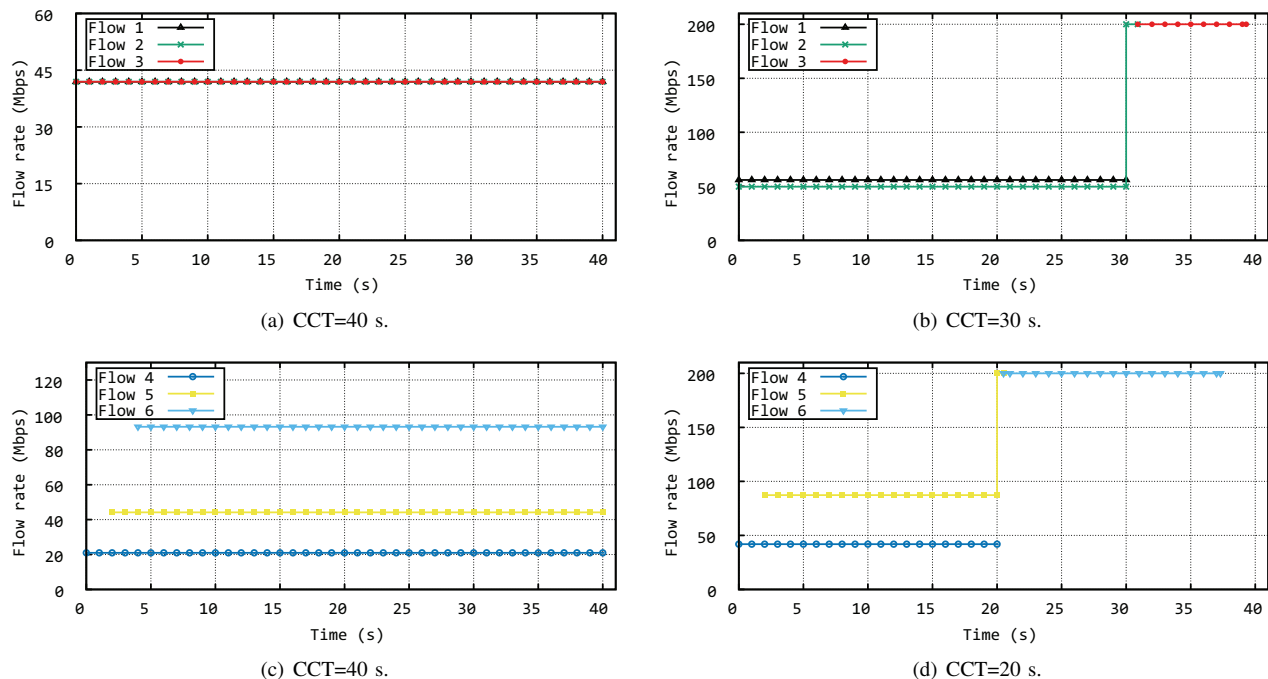 60
45
30
15
0
Flow rate (Mbps)
Flow 1
Flow 2
Flow 3
0 5 10 15 20 25 30 35 40
Time (s)
(a) CCT=40 s.
200
150
100
50
0
Flow rate (Mbps)
Flow 1
Flow 2
Flow 3
0 5 10 15 20 25 30 35 40
Time (s)
(b) CCT=30 s.
120
100
80
60
40
20
0
Flow rate (Mbps)
Flow 4
Flow 5
Flow 6
0 5 10 15 20 25 30 35 40
Time (s)
(c) CCT=40 s.
200
150
100
50
0
Flow rate (Mbps)
Flow 4
Flow 5
Flow 6
0 5 10 15 20 25 30 35 40
Time (s)
(d) CCT=20 s.